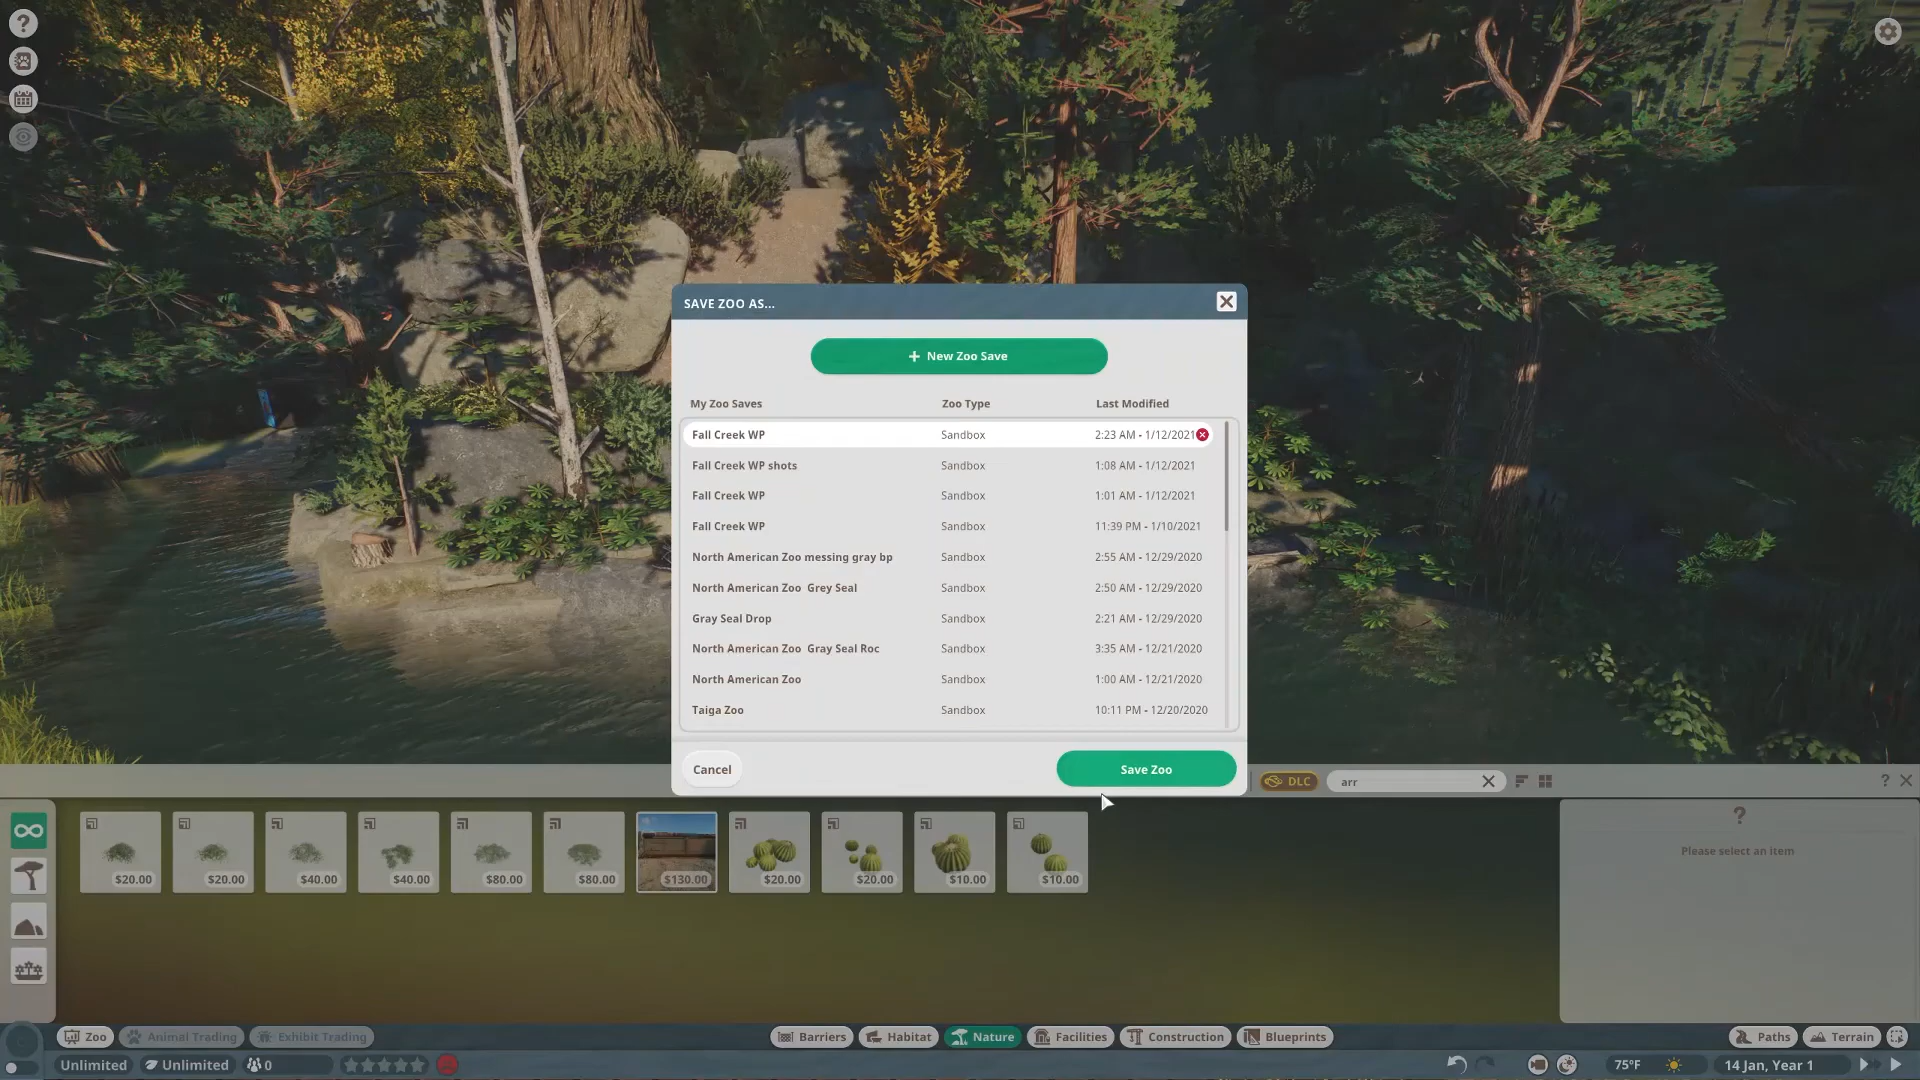 SAVE ZOO AS...
+ New Zoo Save
My Zoo Saves Zoo Type Last Modified
Fall Creek WP Sandbox 2:23 AM - 1/12/2021
Fall Creek WP shots Sandbox 1:08 AM - 1/12/2021
Fall Creek WP Sandbox 1:01 AM - 1/12/2021
Fall Creek WP Sandbox 11:39 PM - 1/10/2021
North American Zoo messing gray bp Sandbox 2:55 AM - 12/29/2020
North American Zoo Grey Seal Sandbox 2:50 AM - 12/29/2020
Gray Seal Drop Sandbox 2:21 AM - 12/29/2020
North American Zoo Gray Seal Roc Sandbox 3:35 AM - 12/21/2020
North American Zoo Sandbox 1:00 AM - 12/21/2020
Taiga Zoo Sandbox 10:11 PM - 12/20/2020
Cancel Save Zoo
DLC arr ?
?
Please select an item
$20.00 $20.00 $40.00 $40.00 $80.00 $80.00 $130.00 $20.00 $20.00 $10.00 $10.00
Zoo Animal Trading Exhibit Trading Barriers Habitat Nature Facilities Construction Blueprints Paths Terrain
Unlimited Unlimited 0 75°F 14 Jan, Year 1